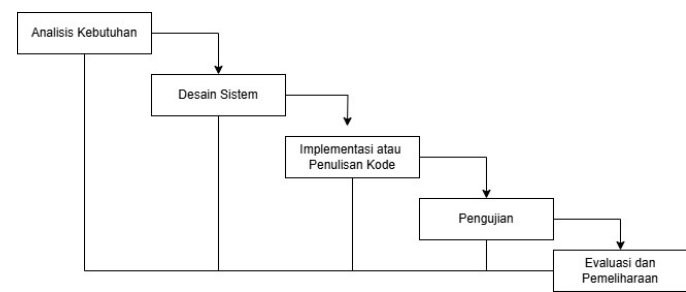 Analisis Kebutuhan
Desain Sistem
Implementasi atau
Penulisan Kode
Pengujian
Evaluasi dan
Pemeliharaan